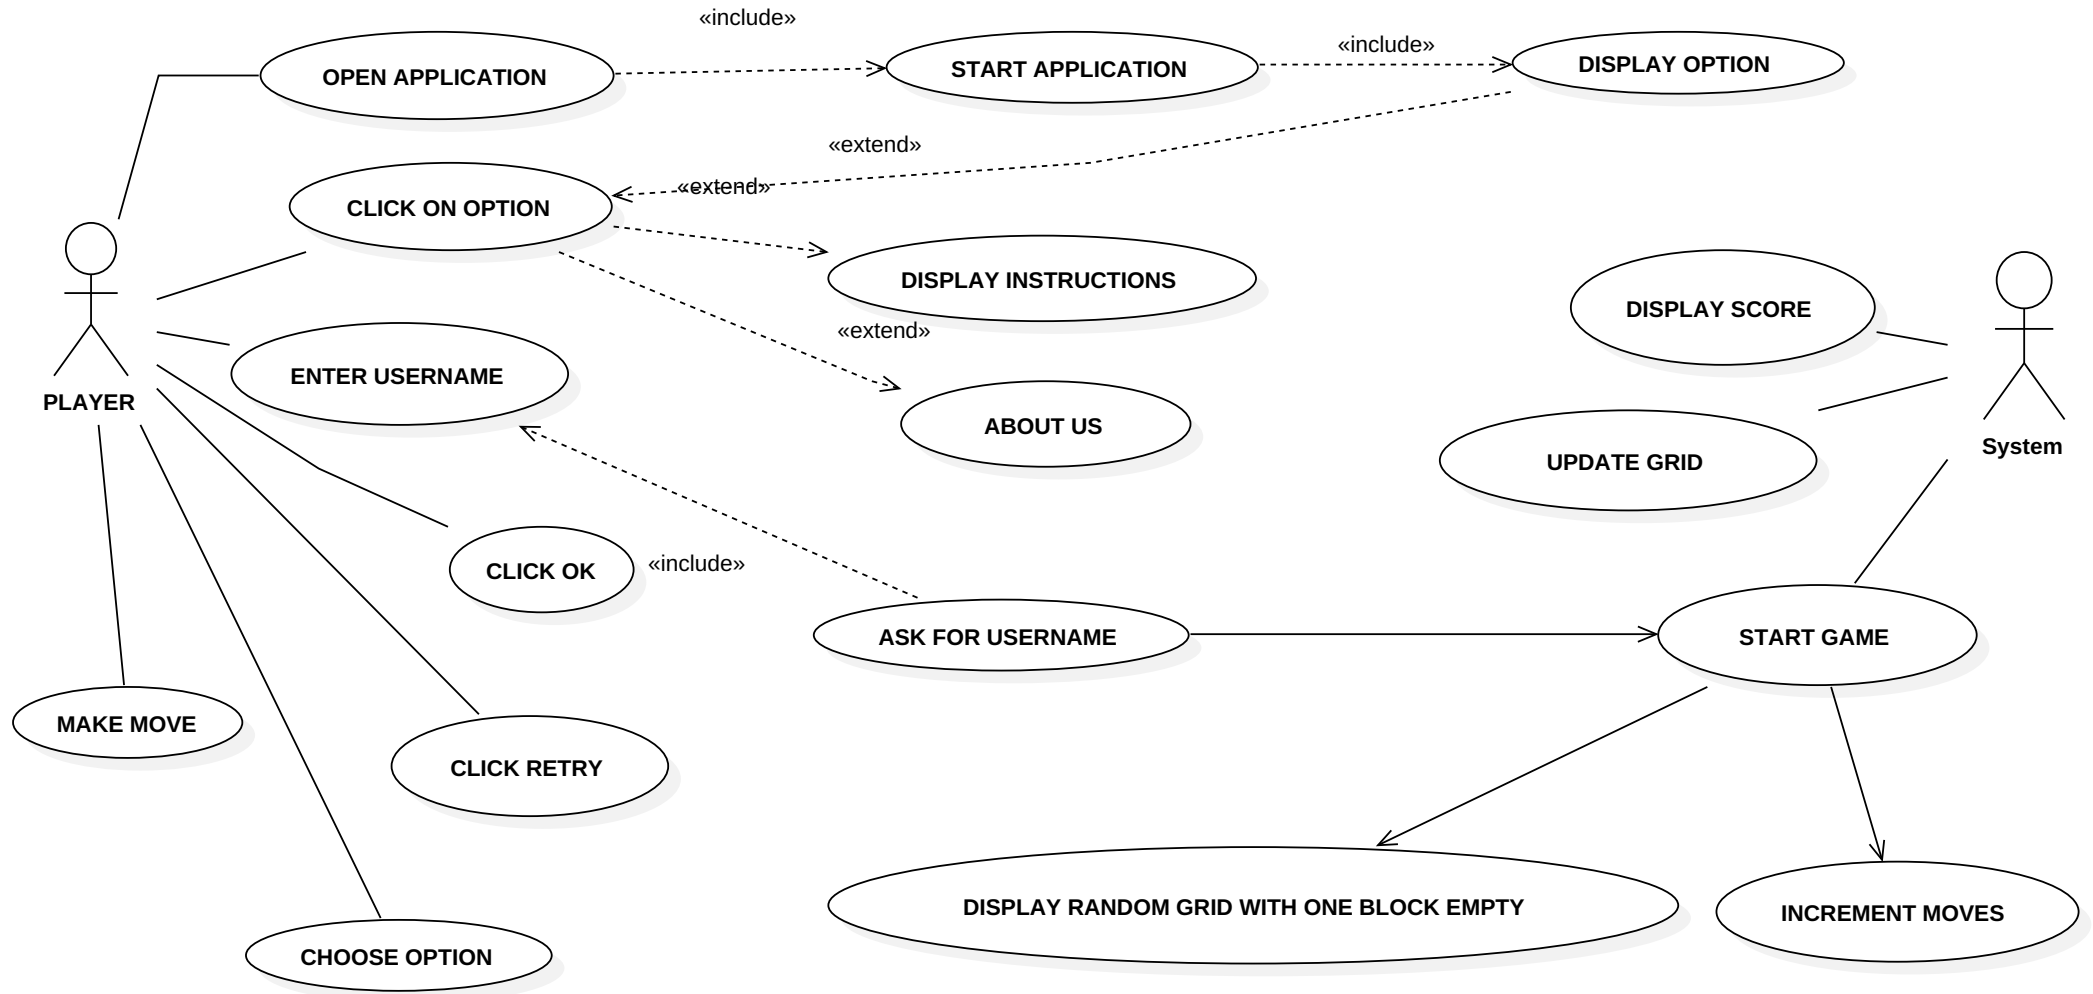 «include»
«include»
OPEN APPLICATION
START APPLICATION
DISPLAY OPTION
«extend»
«extend»
CLICK ON OPTION
DISPLAY INSTRUCTIONS
DISPLAY SCORE
«extend»
ENTER USERNAME
PLAYER
ABOUT US
System
UPDATE GRID
CLICK OK
«include»
ASK FOR USERNAME
START GAME
MAKE MOVE
CLICK RETRY
DISPLAY RANDOM GRID WITH ONE BLOCK EMPTY
INCREMENT MOVES
CHOOSE OPTION